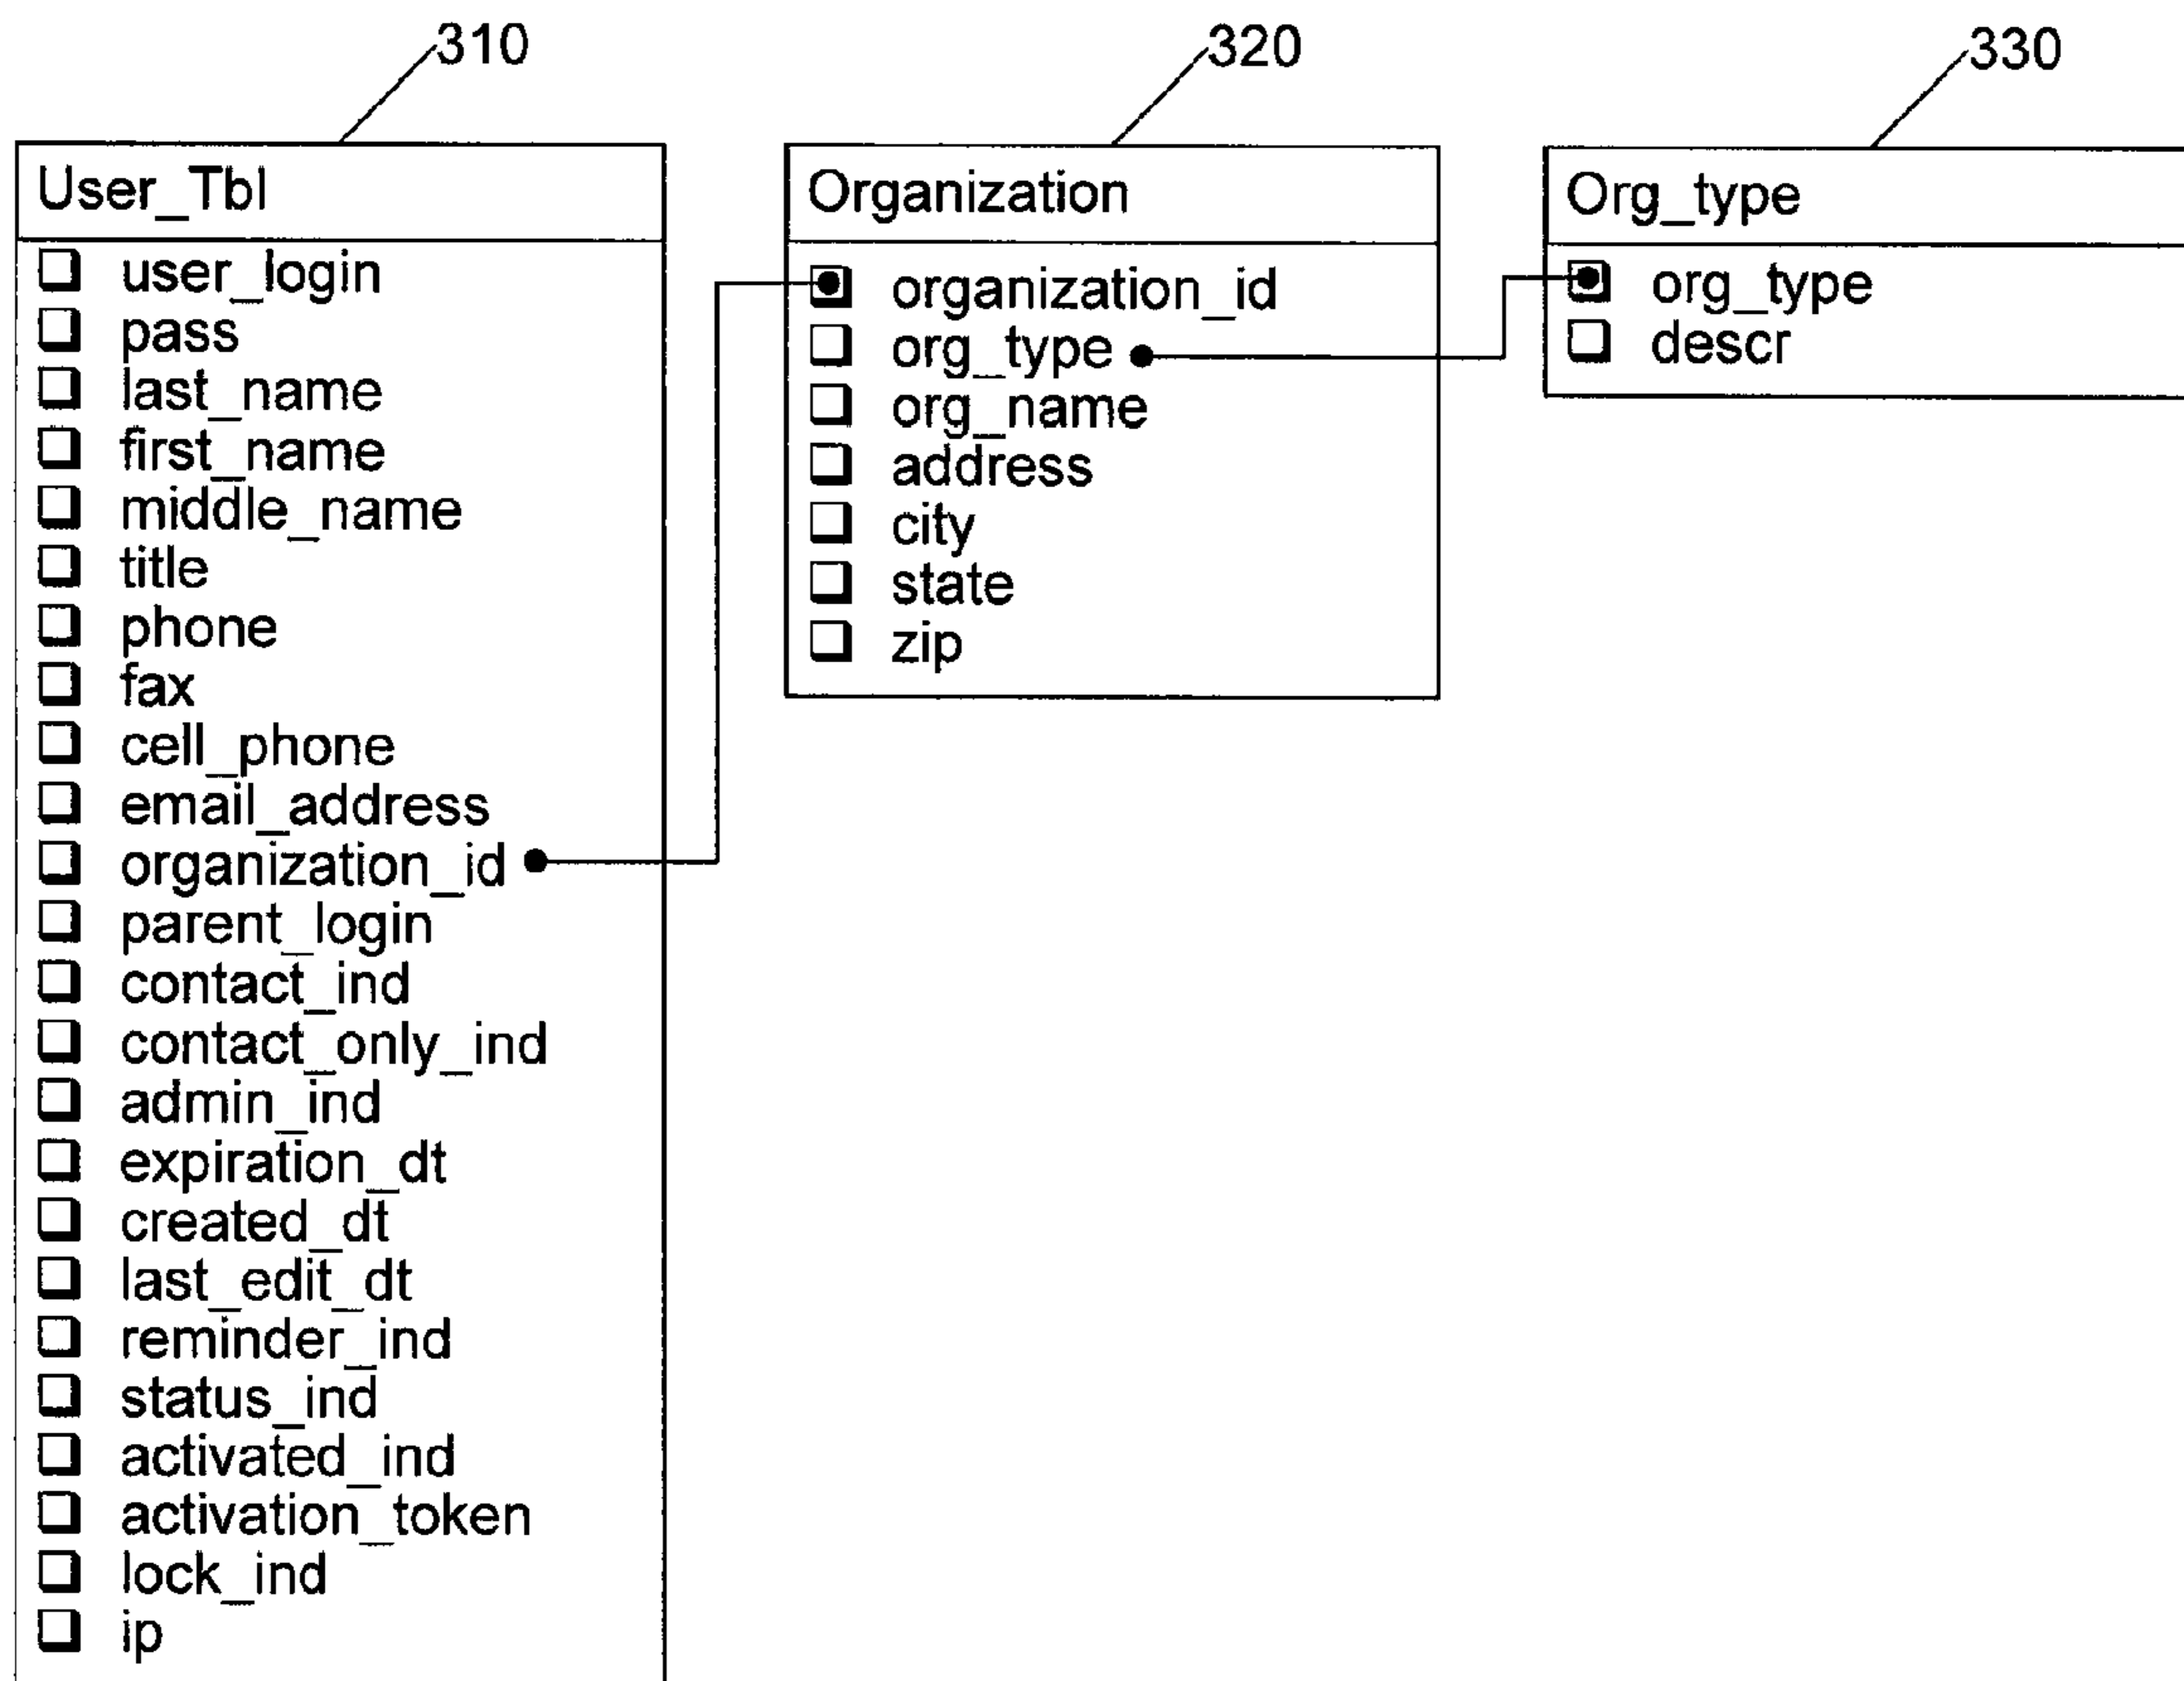 310
320
330
User_Tbl
user_login
pass
last_name
first_name
middle_name
title
phone
fax
cell_phone
email_address
organization_id
parent_login
contact_ind
contact_only_ind
admin_ind
expiration_dt
created_dt
last_edit_dt
reminder_ind
status_ind
activated_ind
activation_token
lock_ind
ip
Organization
organization_id
org_type
org_name
address
city
state
zip
Org_type
org_type
descr